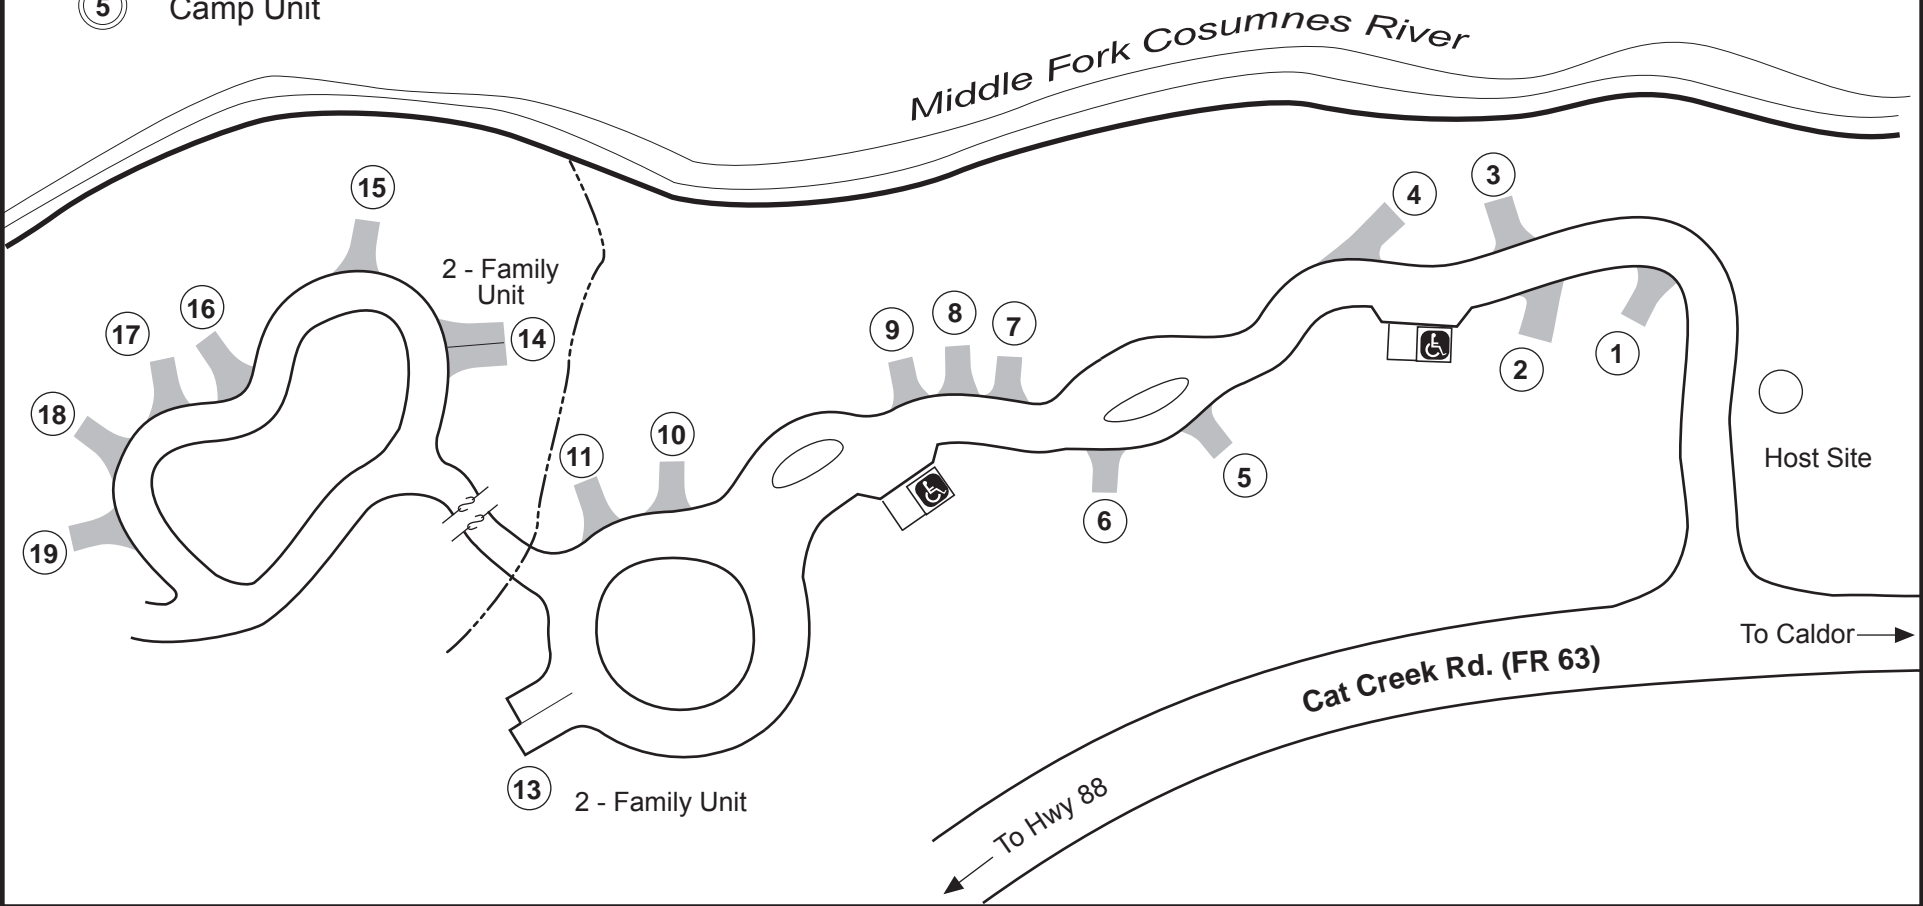 5 Camp Unit
Middle Fork Cosumnes River
15
3
4
2 - Family
Unit
16
17
14
9
8
7
1
2
18
10
11
Host Site
5
6
19
To Caldor
Cat Creek Rd. (FR 63)
13
2 - Family Unit
To Hwy 88